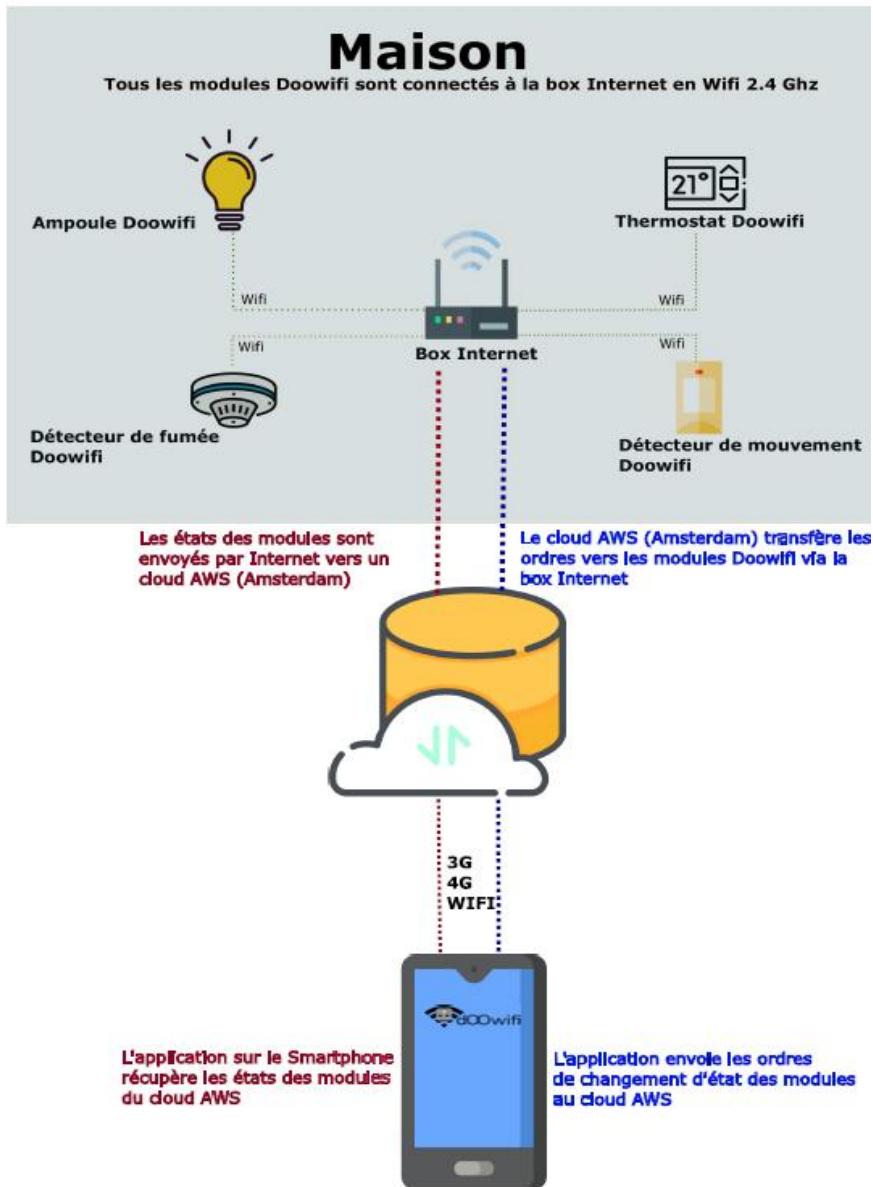 Maison
Tous les modules Doowifi sont connectés à la box Internet en Wifi 2.4 Ghz
21°
Ampoule Doowifi
Thermostat Doowifi
Wifi
Wifi
Wifi
Wifi
Box Internet
Détecteur de fumée
Doowifi
Détecteur de mouvement
Doowifi
Les états des modules sont
envoyés par Internet vers un
cloud AWS (Amsterdam)
Le cloud AWS (Amsterdam) transfère les
ordres vers les modules Doowifi via la
box Internet
3G
4G
WIFI
dOOwifi
L'application sur le Smartphone
récupère les états des modules
du cloud AWS
L'application envoie les ordres
de changement d'état des modules
au cloud AWS